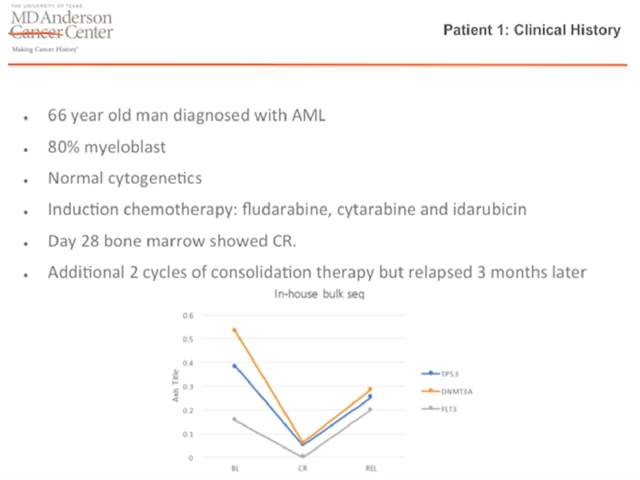 THE UNIVERSITY OF TEXAS
MDAnderson
Cancer Center
Making Cancer History®
Patient 1: Clinical History
• 66 year old man diagnosed with AML
• 80% myeloblast
• Normal cytogenetics
• Induction chemotherapy: fludarabine, cytarabine and idarubicin
• Day 28 bone marrow showed CR.
• Additional 2 cycles of consolidation therapy but relapsed 3 months later
In-house bulk seq
0.6
0.5
0.4
0.3
0.2
0.1
0
Axis Title
BL CR REL
TP53
DNMT3A
FLT3